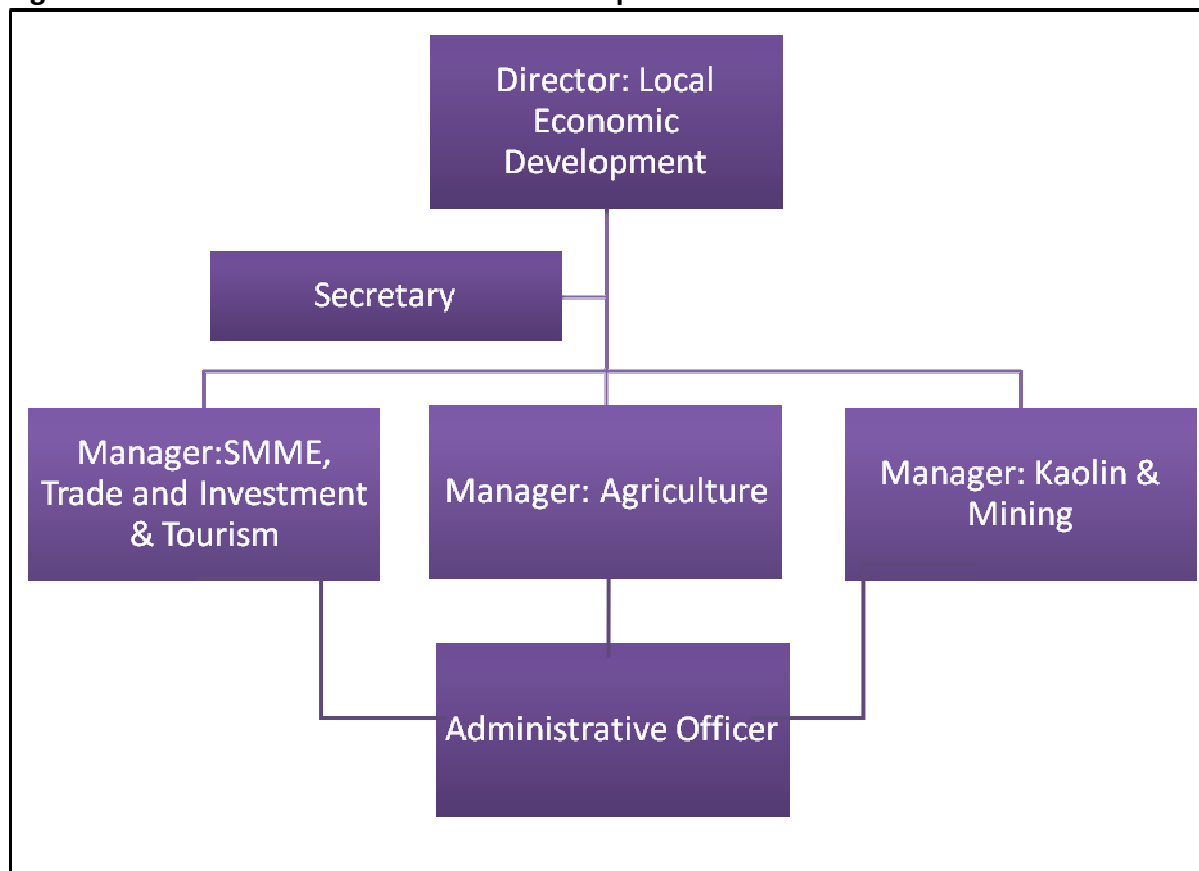 Director: Local
Economic
Development
Secretary
Manager:SMME,
Trade and Investment
& Tourism
Manager: Agriculture
Manager: Kaolin &
Mining
Administrative Officer